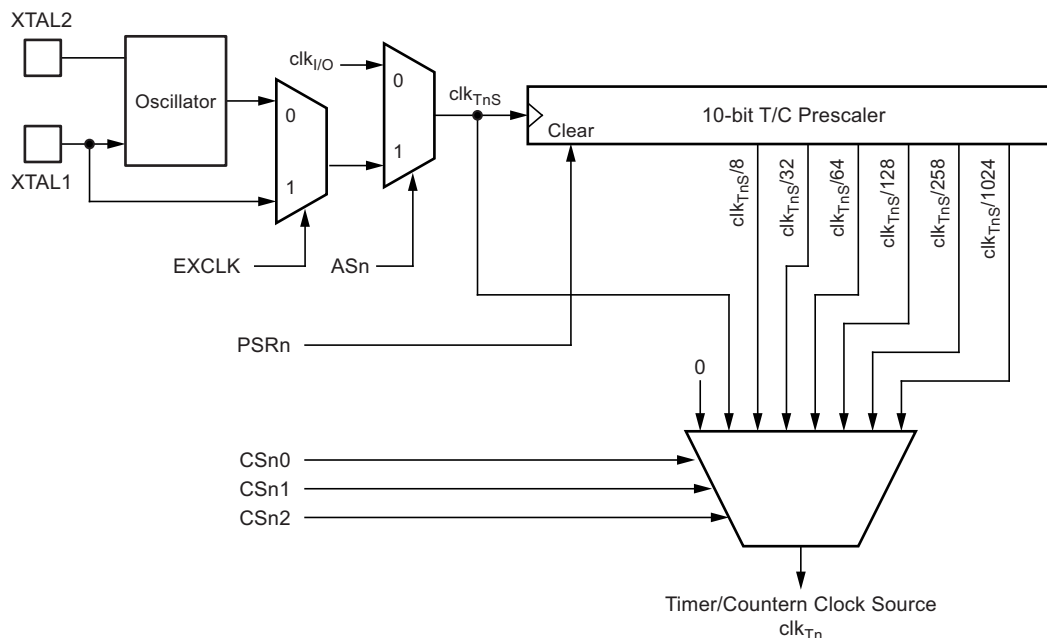 XTAL2
Oscillator
XTAL1
0
1
EXCLK
clkI/O
0
1
ASn
clkTnS
10-bit T/C Prescaler
Clear
clkTnS/8
clkTnS/32
clkTnS/64
clkTnS/128
clkTnS/258
clkTnS/1024
PSRn
0
CSn0
CSn1
CSn2
Timer/Countern Clock Source
clkTn